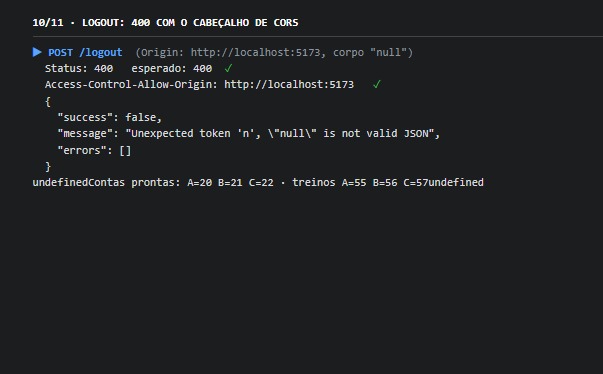 10/11 · LOGOUT: 400 COM O CABEÇALHO DE CORS
▶ POST /logout (Origin: http://localhost:5173, corpo "null")
Status: 400 esperado: 400 ✓
Access-Control-Allow-Origin: http://localhost:5173 ✓
{
"success": false,
"message": "Unexpected token 'n', \"null\" is not valid JSON",
"errors": []
}
undefinedContas prontas: A=20 B=21 C=22 · treinos A=55 B=56 C=57undefined